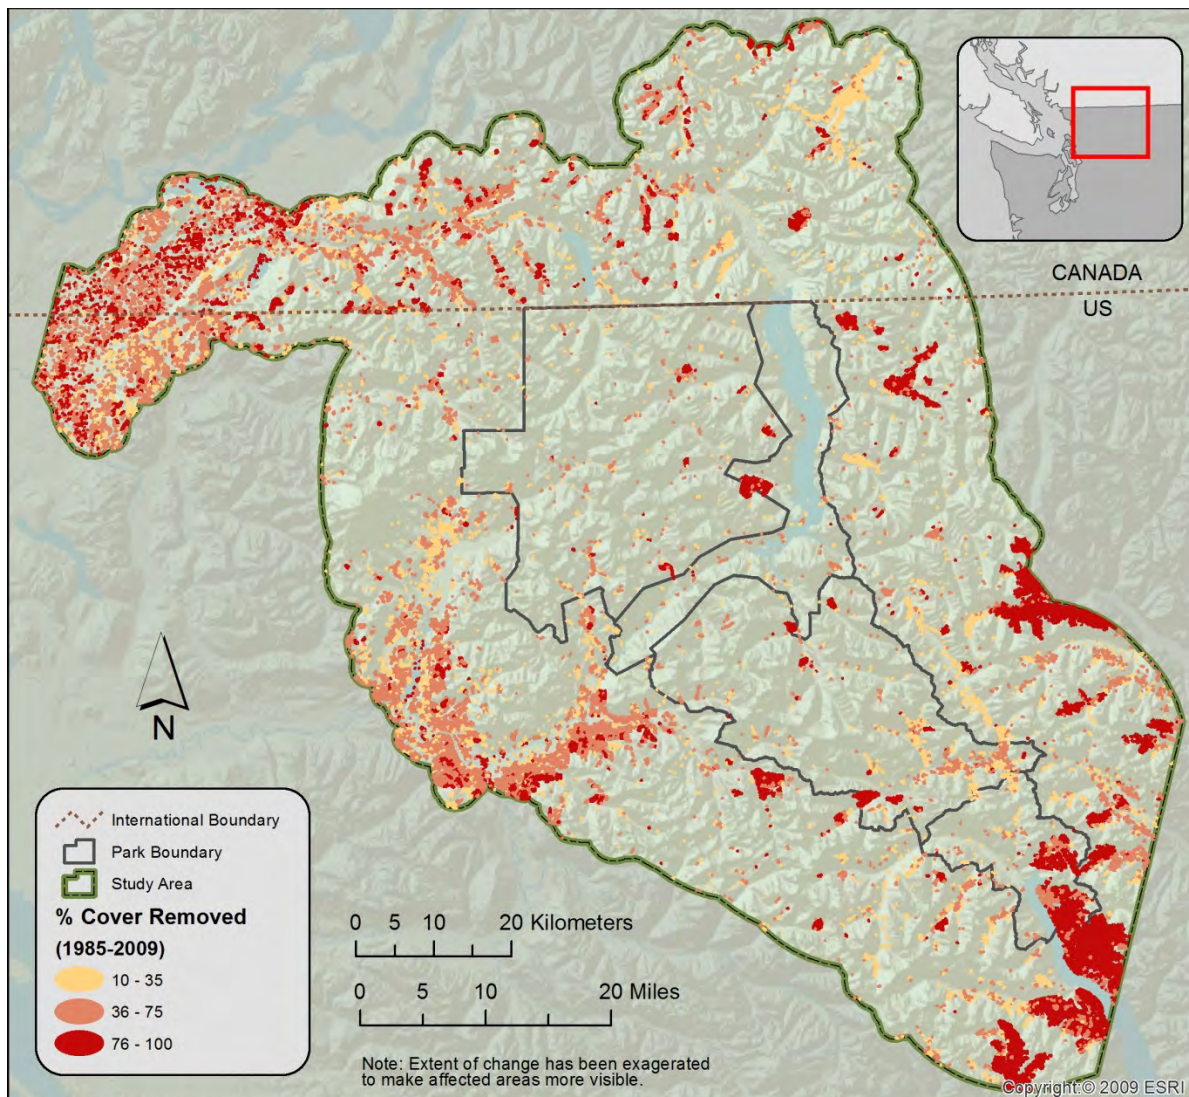 CANADA
US
N
International Boundary
Park Boundary
Study Area
% Cover Removed
(1985-2009)
10 - 35
36 - 75
76 - 100
0 5 10 20 Kilometers
0 5 10 20 Miles
Note: Extent of change has been exagerated
to make affected areas more visible.
Copyright:© 2009 ESRI